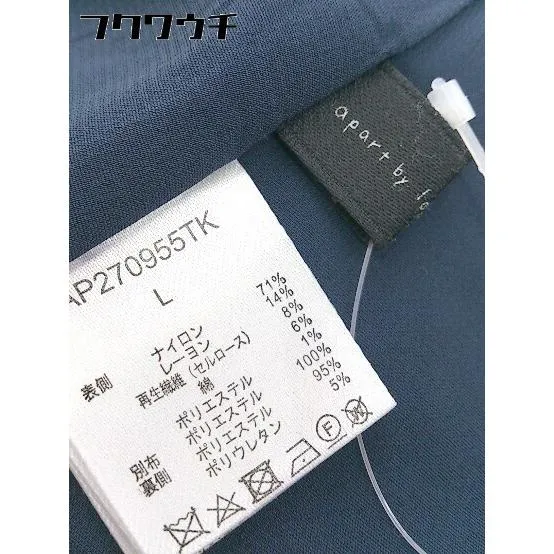 フクワウチ
apart by lo
AP270955TK
L
表側 ナイロン 71%
レーヨン 14%
再生繊維(セルロース) 8%
綿 6%
ポリエステル 1%
別布 ポリエステル 100%
裏側 ポリエステル 95%
ポリウレタン 5%